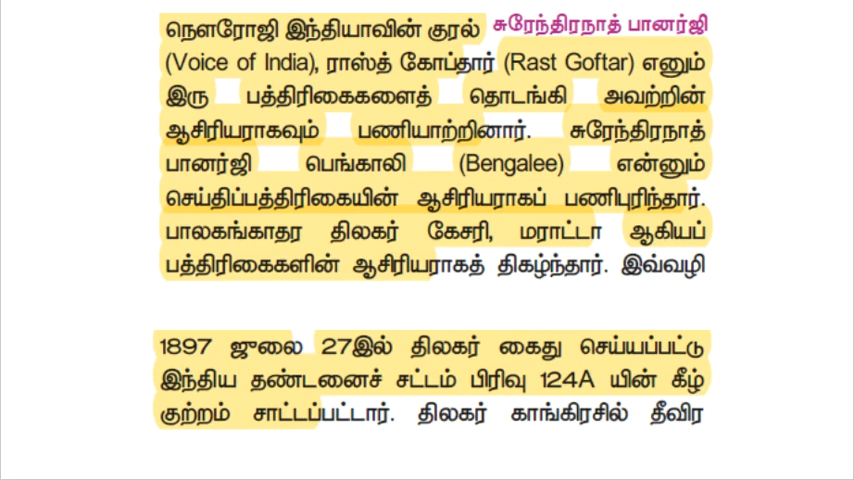 நௌரோஜி இந்தியாவின் குரல் சுரேந்திரநாத் பானர்ஜி
(Voice of India), ராஸ்த் கோப்தார் (Rast Goftar) எனும்
இரு பத்திரிகைகளைத் தொடங்கி அவற்றின்
ஆசிரியராகவும் பணியாற்றினார். சுரேந்திரநாத்
பானர்ஜி பெங்காலி (Bengalee) என்னும்
செய்திப்பத்திரிகையின் ஆசிரியராகப் பணிபுரிந்தார்.
பாலகங்காதர திலகர் கேசரி, மராட்டா ஆகியப்
பத்திரிகைகளின் ஆசிரியராகத் திகழ்ந்தார். இவ்வழி
1897 ஜுலை 27இல் திலகர் கைது செய்யப்பட்டு
இந்திய தண்டனைச் சட்டம் பிரிவு 124A யின் கீழ்
குற்றம் சாட்டப்பட்டார். திலகர் காங்கிரசில் தீவிர